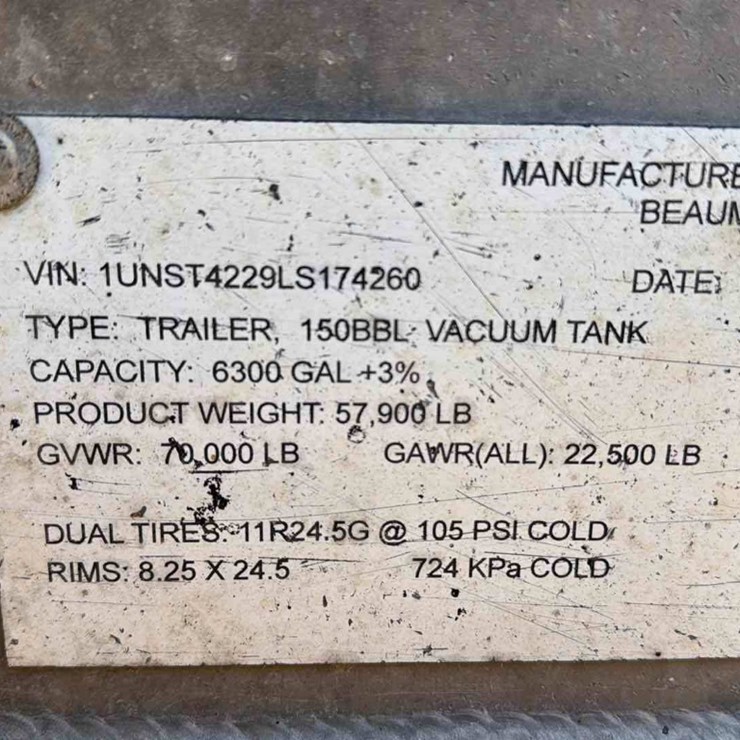 MANUFACTURE
BEAUM
VIN: 1UNST4229LS174260 DATE:
TYPE: TRAILER, 150BBL VACUUM TANK
CAPACITY: 6300 GAL +3%
PRODUCT WEIGHT: 57,900 LB
GVWR: 70,000 LB GAWR(ALL): 22,500 LB
DUAL TIRES: 11R24.5G @ 105 PSI COLD
RIMS: 8.25 X 24.5 724 KPa COLD